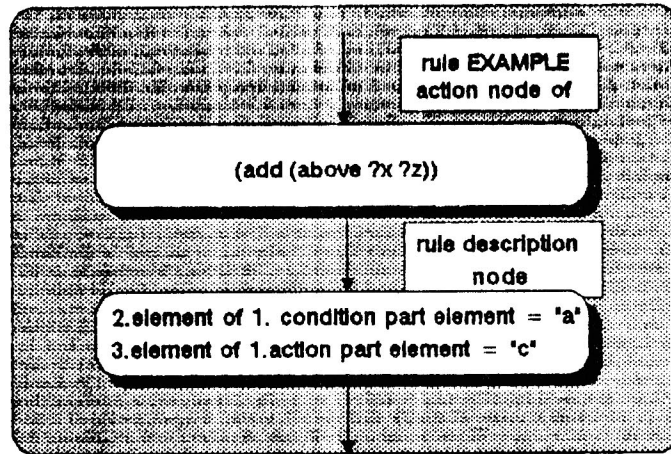 rule EXAMPLE
action node of
(add (above ?x ?z))
rule description
node
2.element of 1. condition part element = "a"
3.element of 1.action part element = "c"